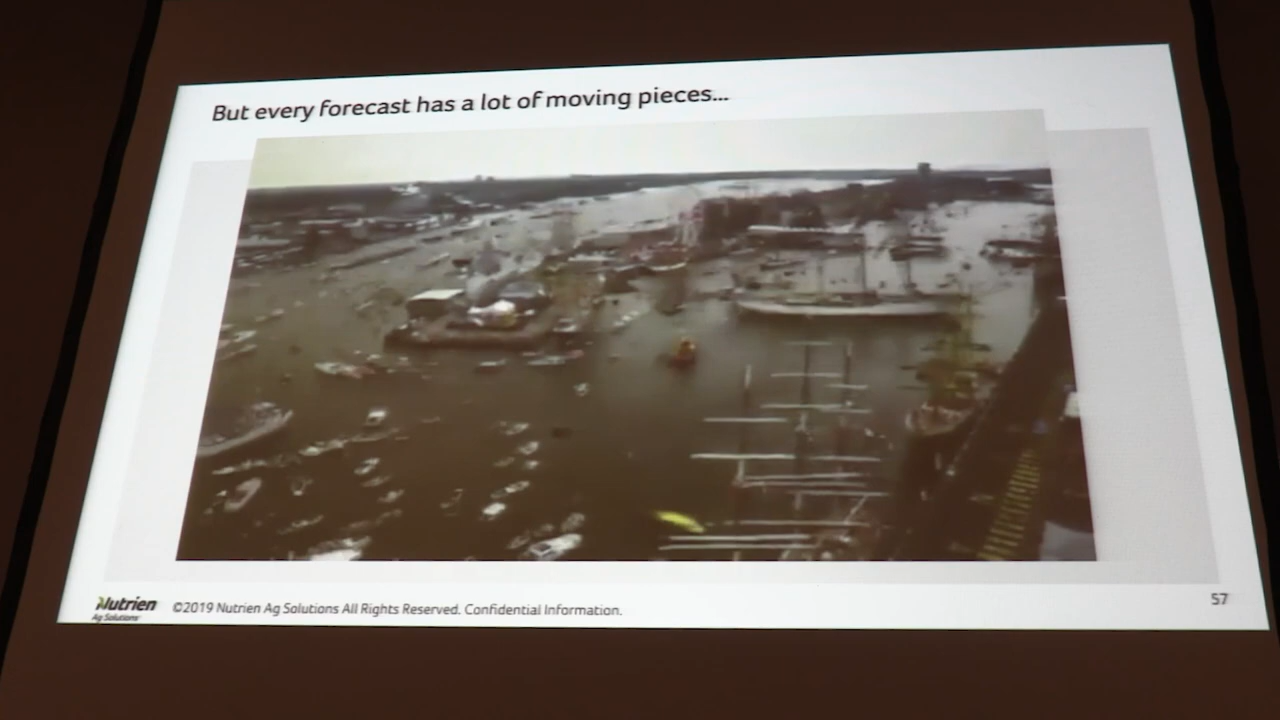 But every forecast has a lot of moving pieces...
Nutrien
Ag Solutions
©2019 Nutrien Ag Solutions All Rights Reserved. Confidential Information.
57